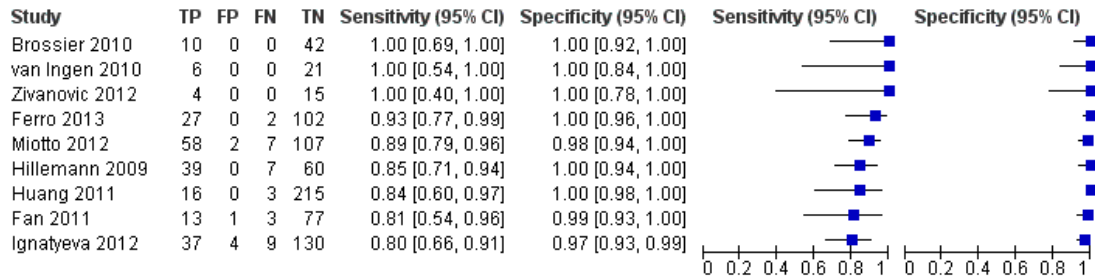 Study TP FP FN TN Sensitivity (95% CI) Specificity (95% CI) Sensitivity (95% CI) Specificity (95% CI)
Brossier 2010 10 0 0 42 1.00 [0.69, 1.00] 1.00 [0.92, 1.00]
van Ingen 2010 6 0 0 21 1.00 [0.54, 1.00] 1.00 [0.84, 1.00]
Zivanovic 2012 4 0 0 15 1.00 [0.40, 1.00] 1.00 [0.78, 1.00]
Ferro 2013 27 0 2 102 0.93 [0.77, 0.99] 1.00 [0.96, 1.00]
Miotto 2012 58 2 7 107 0.89 [0.79, 0.96] 0.98 [0.94, 1.00]
Hillemann 2009 39 0 7 60 0.85 [0.71, 0.94] 1.00 [0.94, 1.00]
Huang 2011 16 0 3 215 0.84 [0.60, 0.97] 1.00 [0.98, 1.00]
Fan 2011 13 1 3 77 0.81 [0.54, 0.96] 0.99 [0.93, 1.00]
Ignatyeva 2012 37 4 9 130 0.80 [0.66, 0.91] 0.97 [0.93, 0.99]
0 0.2 0.4 0.6 0.8 1 0 0.2 0.4 0.6 0.8 1